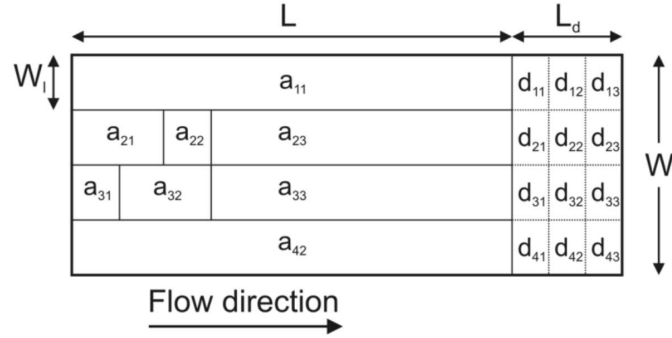 L L_d
W_l a_11 d_11 d_12 d_13
a_21 a_22 a_23 d_21 d_22 d_23
W
a_31 a_32 a_33 d_31 d_32 d_33
a_42 d_41 d_42 d_43
Flow direction